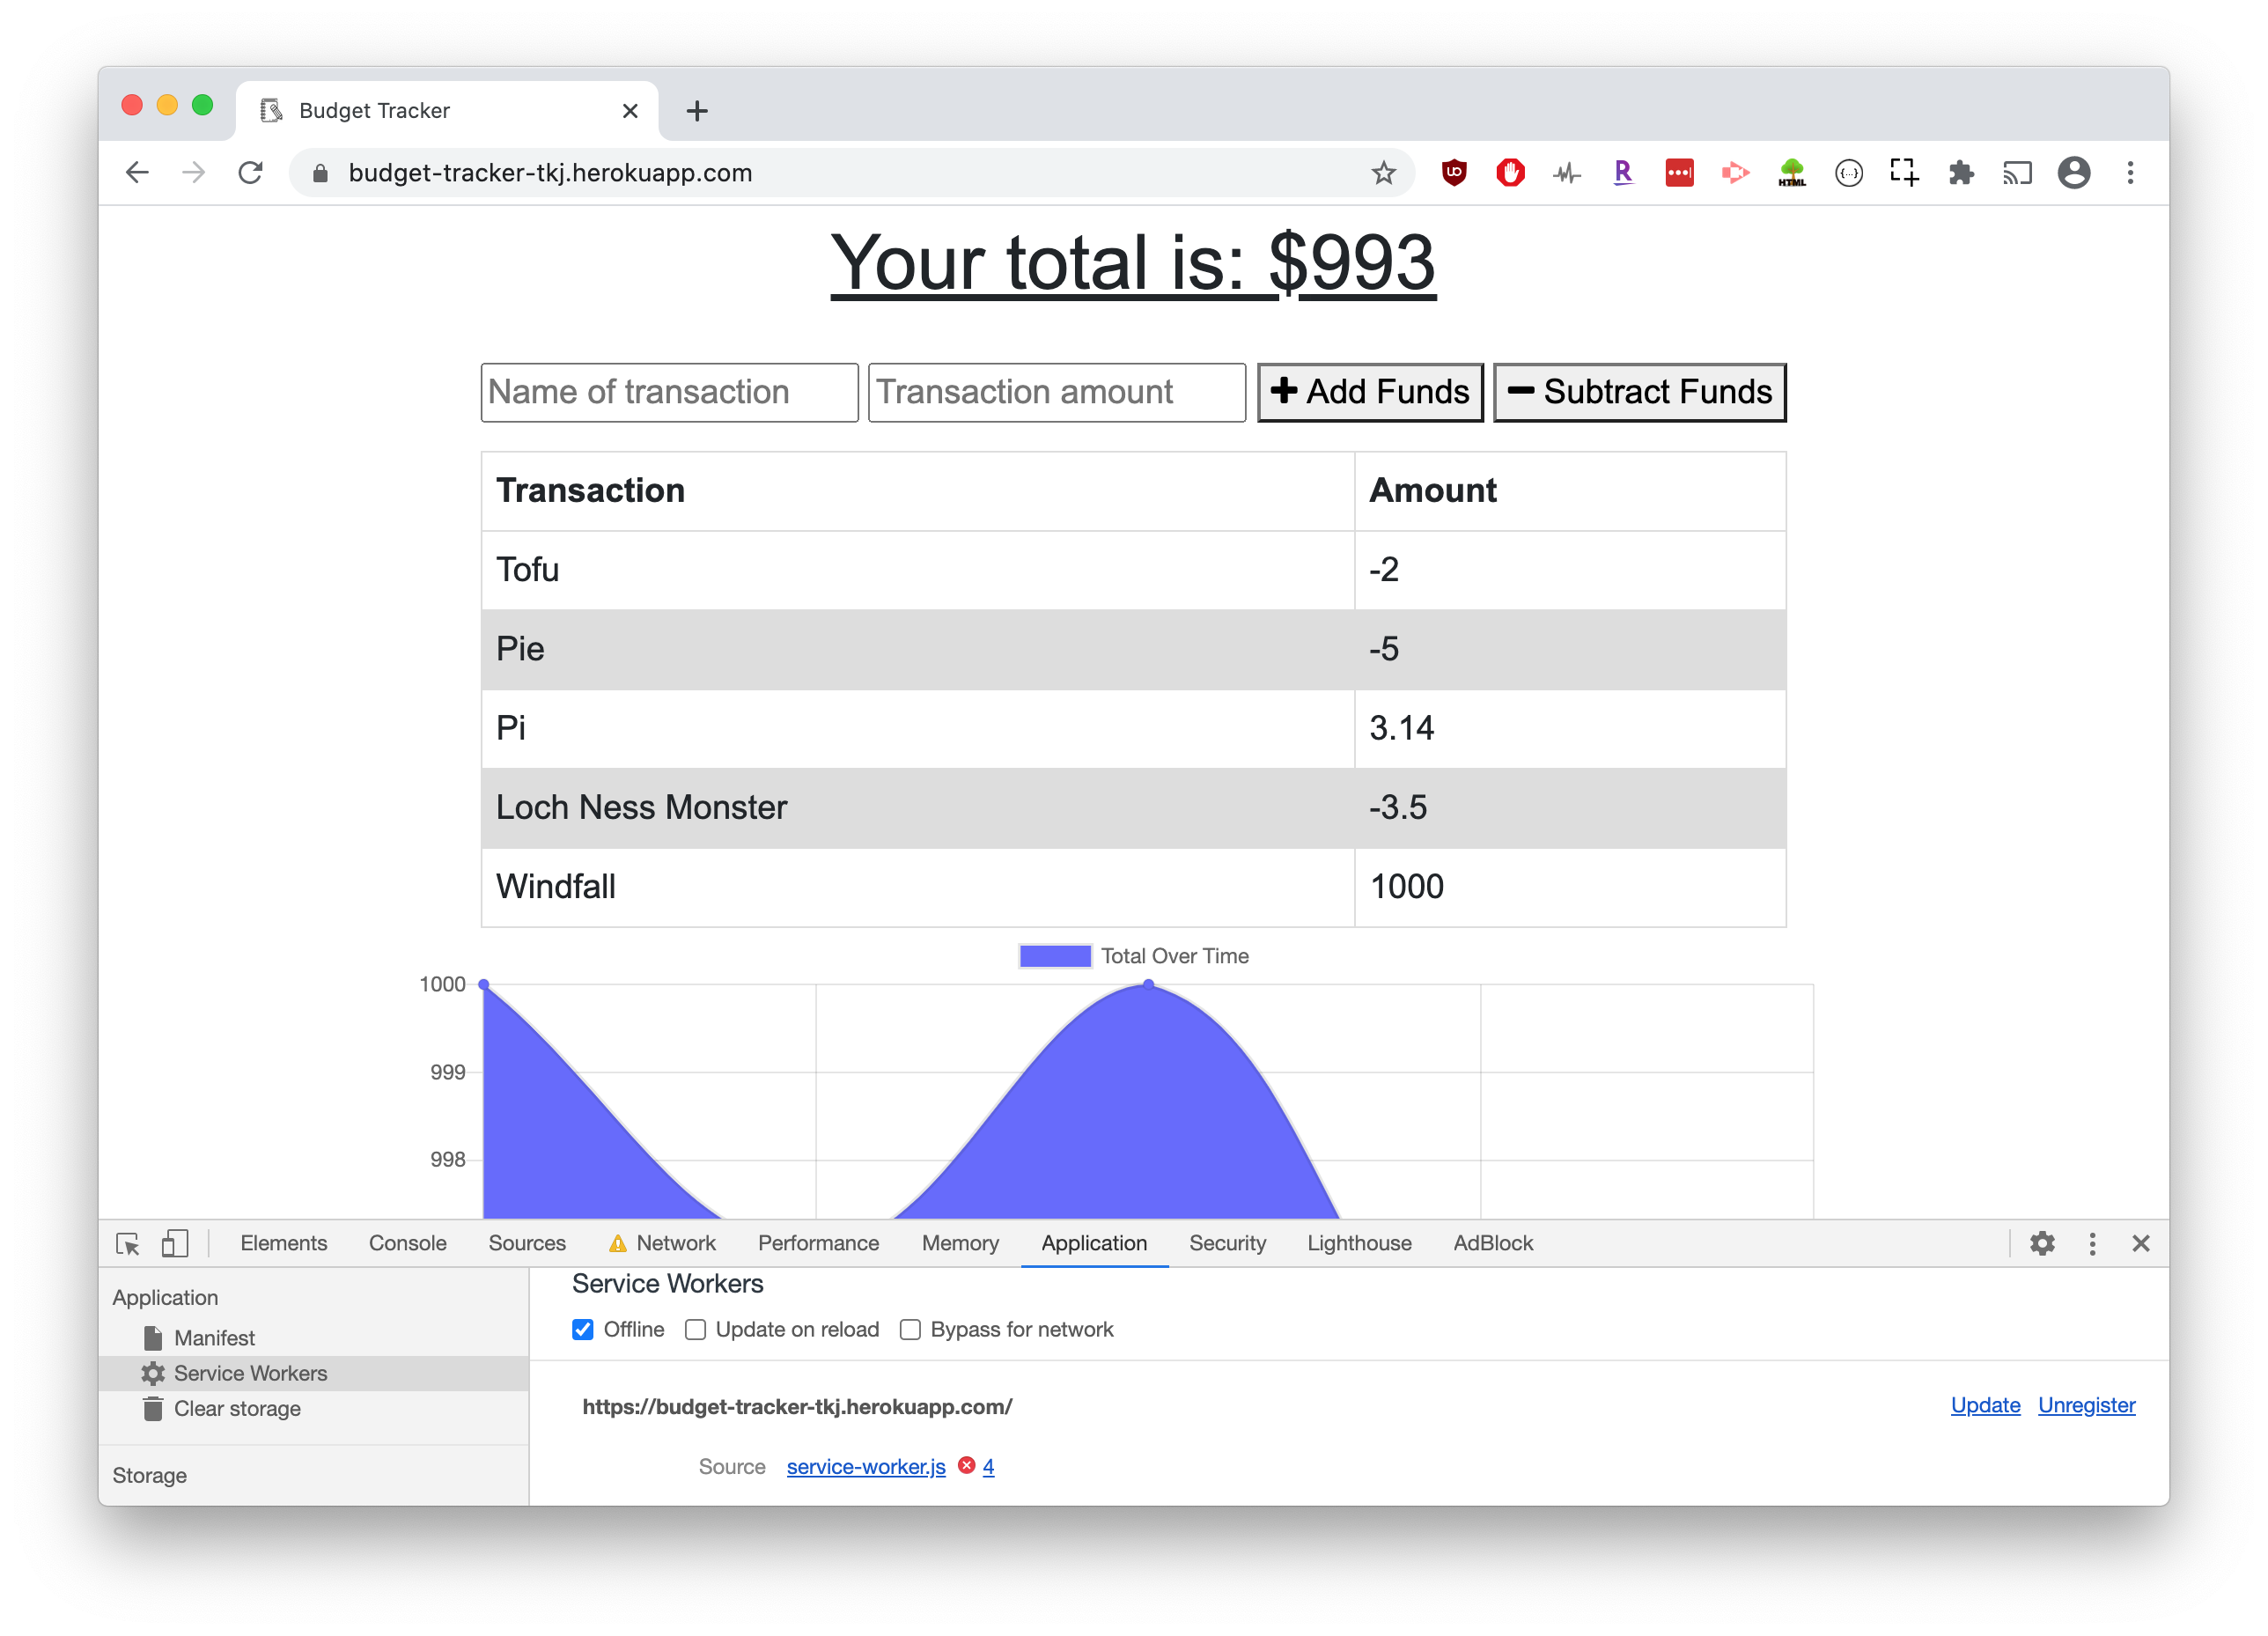 Budget Tracker
budget-tracker-tkj.herokuapp.com
Your total is: $993
Name of transaction Transaction amount Add Funds Subtract Funds
Transaction Amount
Tofu -2
Pie -5
Pi 3.14
Loch Ness Monster -3.5
Windfall 1000
Total Over Time
1000
999
998
Elements Console Sources Network Performance Memory Application Security Lighthouse AdBlock
Application
Manifest
Service Workers
Clear storage
Storage
Service Workers
Offline Update on reload Bypass for network
https://budget-tracker-tkj.herokuapp.com/ Update Unregister
Source service-worker.js 4